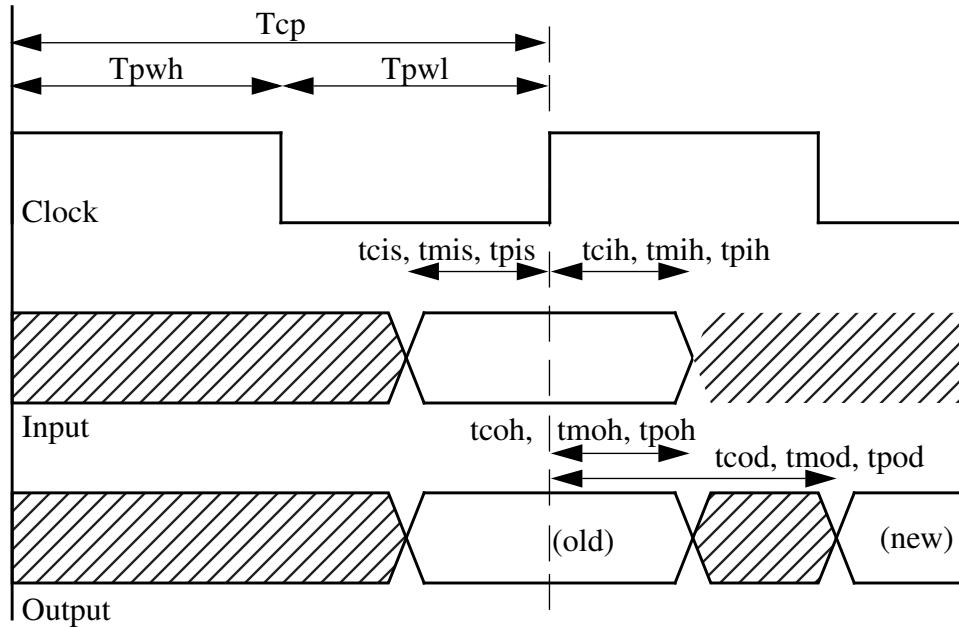 Tcp
Tpwh Tpwl
Clock
tcis, tmis, tpis tcih, tmih, tpih
Input
tcoh, tmoh, tpoh
tcod, tmod, tpod
(old) (new)
Output